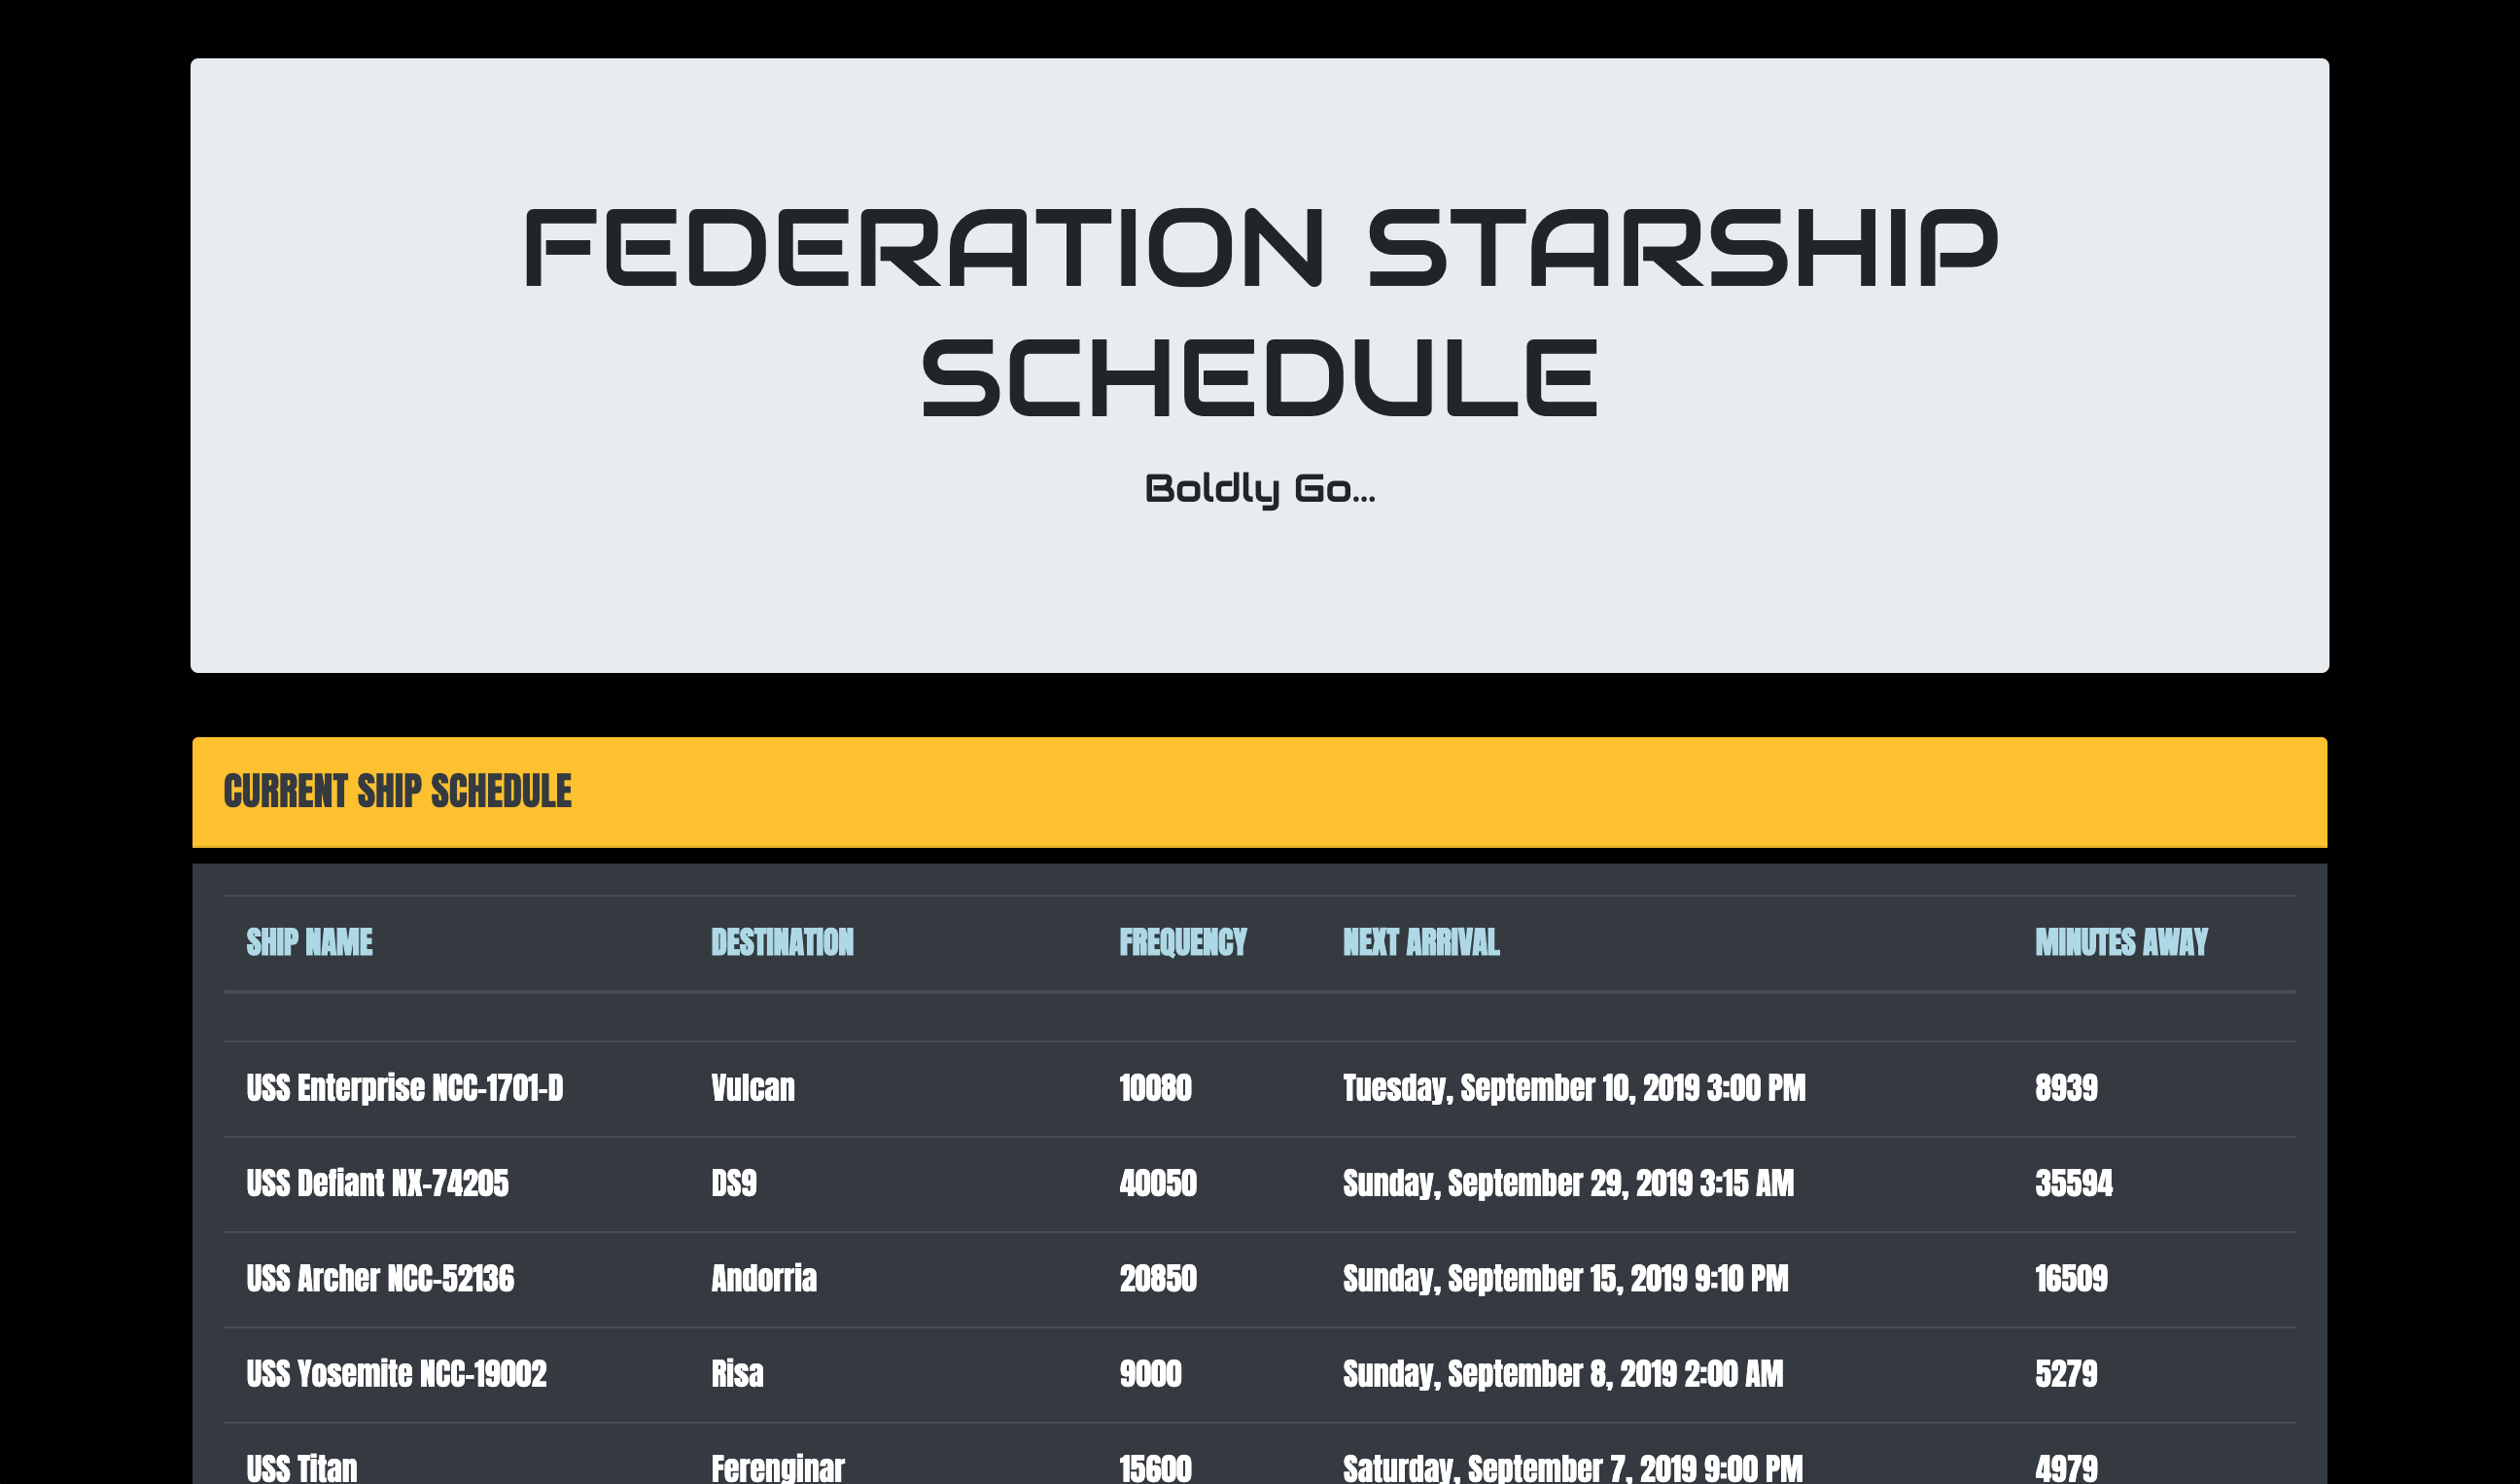 FEDERATION STARSHIP
SCHEDULE
Boldly Go...
CURRENT SHIP SCHEDULE
SHIP NAME DESTINATION FREQUENCY NEXT ARRIVAL MINUTES AWAY
USS Enterprise NCC-1701-D Vulcan 10080 Tuesday, September 10, 2019 3:00 PM 8939
USS Defiant NX-74205 DS9 40050 Sunday, September 29, 2019 3:15 AM 35594
USS Archer NCC-52136 Andorria 20850 Sunday, September 15, 2019 9:10 PM 16509
USS Yosemite NCC-19002 Risa 9000 Sunday, September 8, 2019 2:00 AM 5279
USS Titan Ferenginar 15600 Saturday, September 7, 2019 9:00 PM 4979